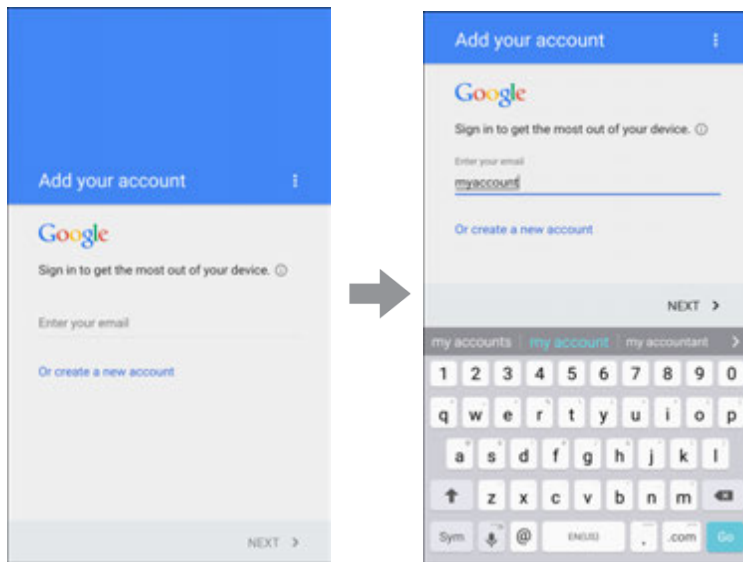 Add your account
Google
Sign in to get the most out of your device.
Enter your email
Or create a new account
NEXT
Add your account
Google
Sign in to get the most out of your device.
Enter your email
myaccount
Or create a new account
NEXT
my accounts my account my accountant
1 2 3 4 5 6 7 8 9 0
q w e r t y u i o p
a s d f g h j k l
z x c v b n m
Sym @ EN(US) . .com Go